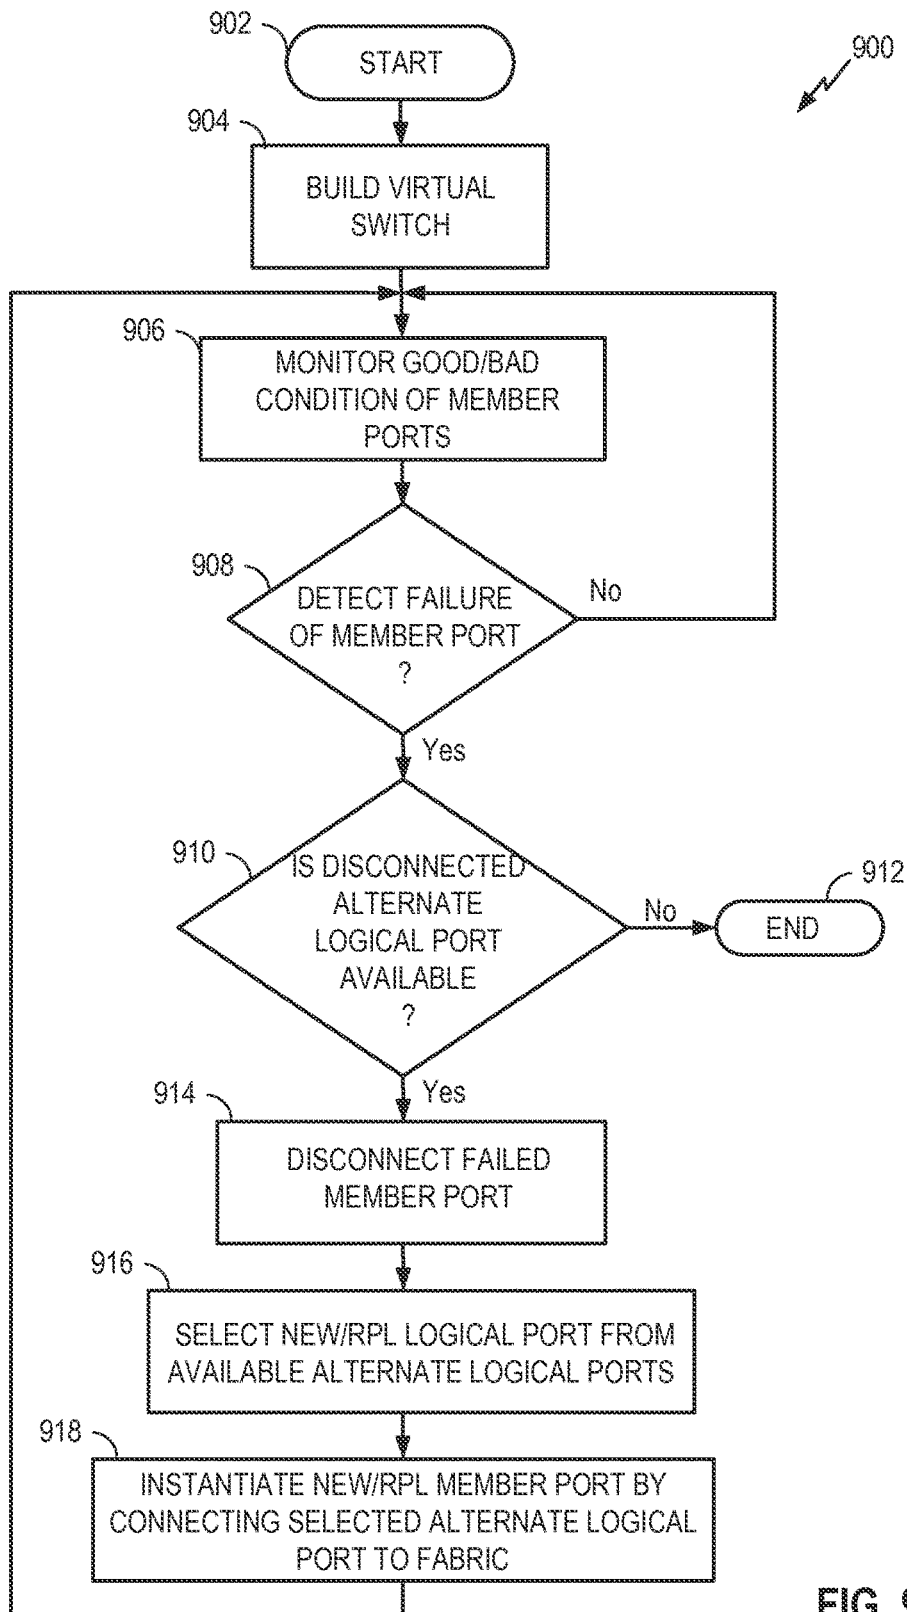 902
START
900
904
BUILD VIRTUAL
SWITCH
906
MONITOR GOOD/BAD
CONDITION OF MEMBER
PORTS
908
DETECT FAILURE
OF MEMBER PORT
?
No
Yes
910
IS DISCONNECTED
ALTERNATE
LOGICAL PORT
AVAILABLE
?
No
912
END
Yes
914
DISCONNECT FAILED
MEMBER PORT
916
SELECT NEW/RPL LOGICAL PORT FROM
AVAILABLE ALTERNATE LOGICAL PORTS
918
INSTANTIATE NEW/RPL MEMBER PORT BY
CONNECTING SELECTED ALTERNATE LOGICAL
PORT TO FABRIC
FIG.